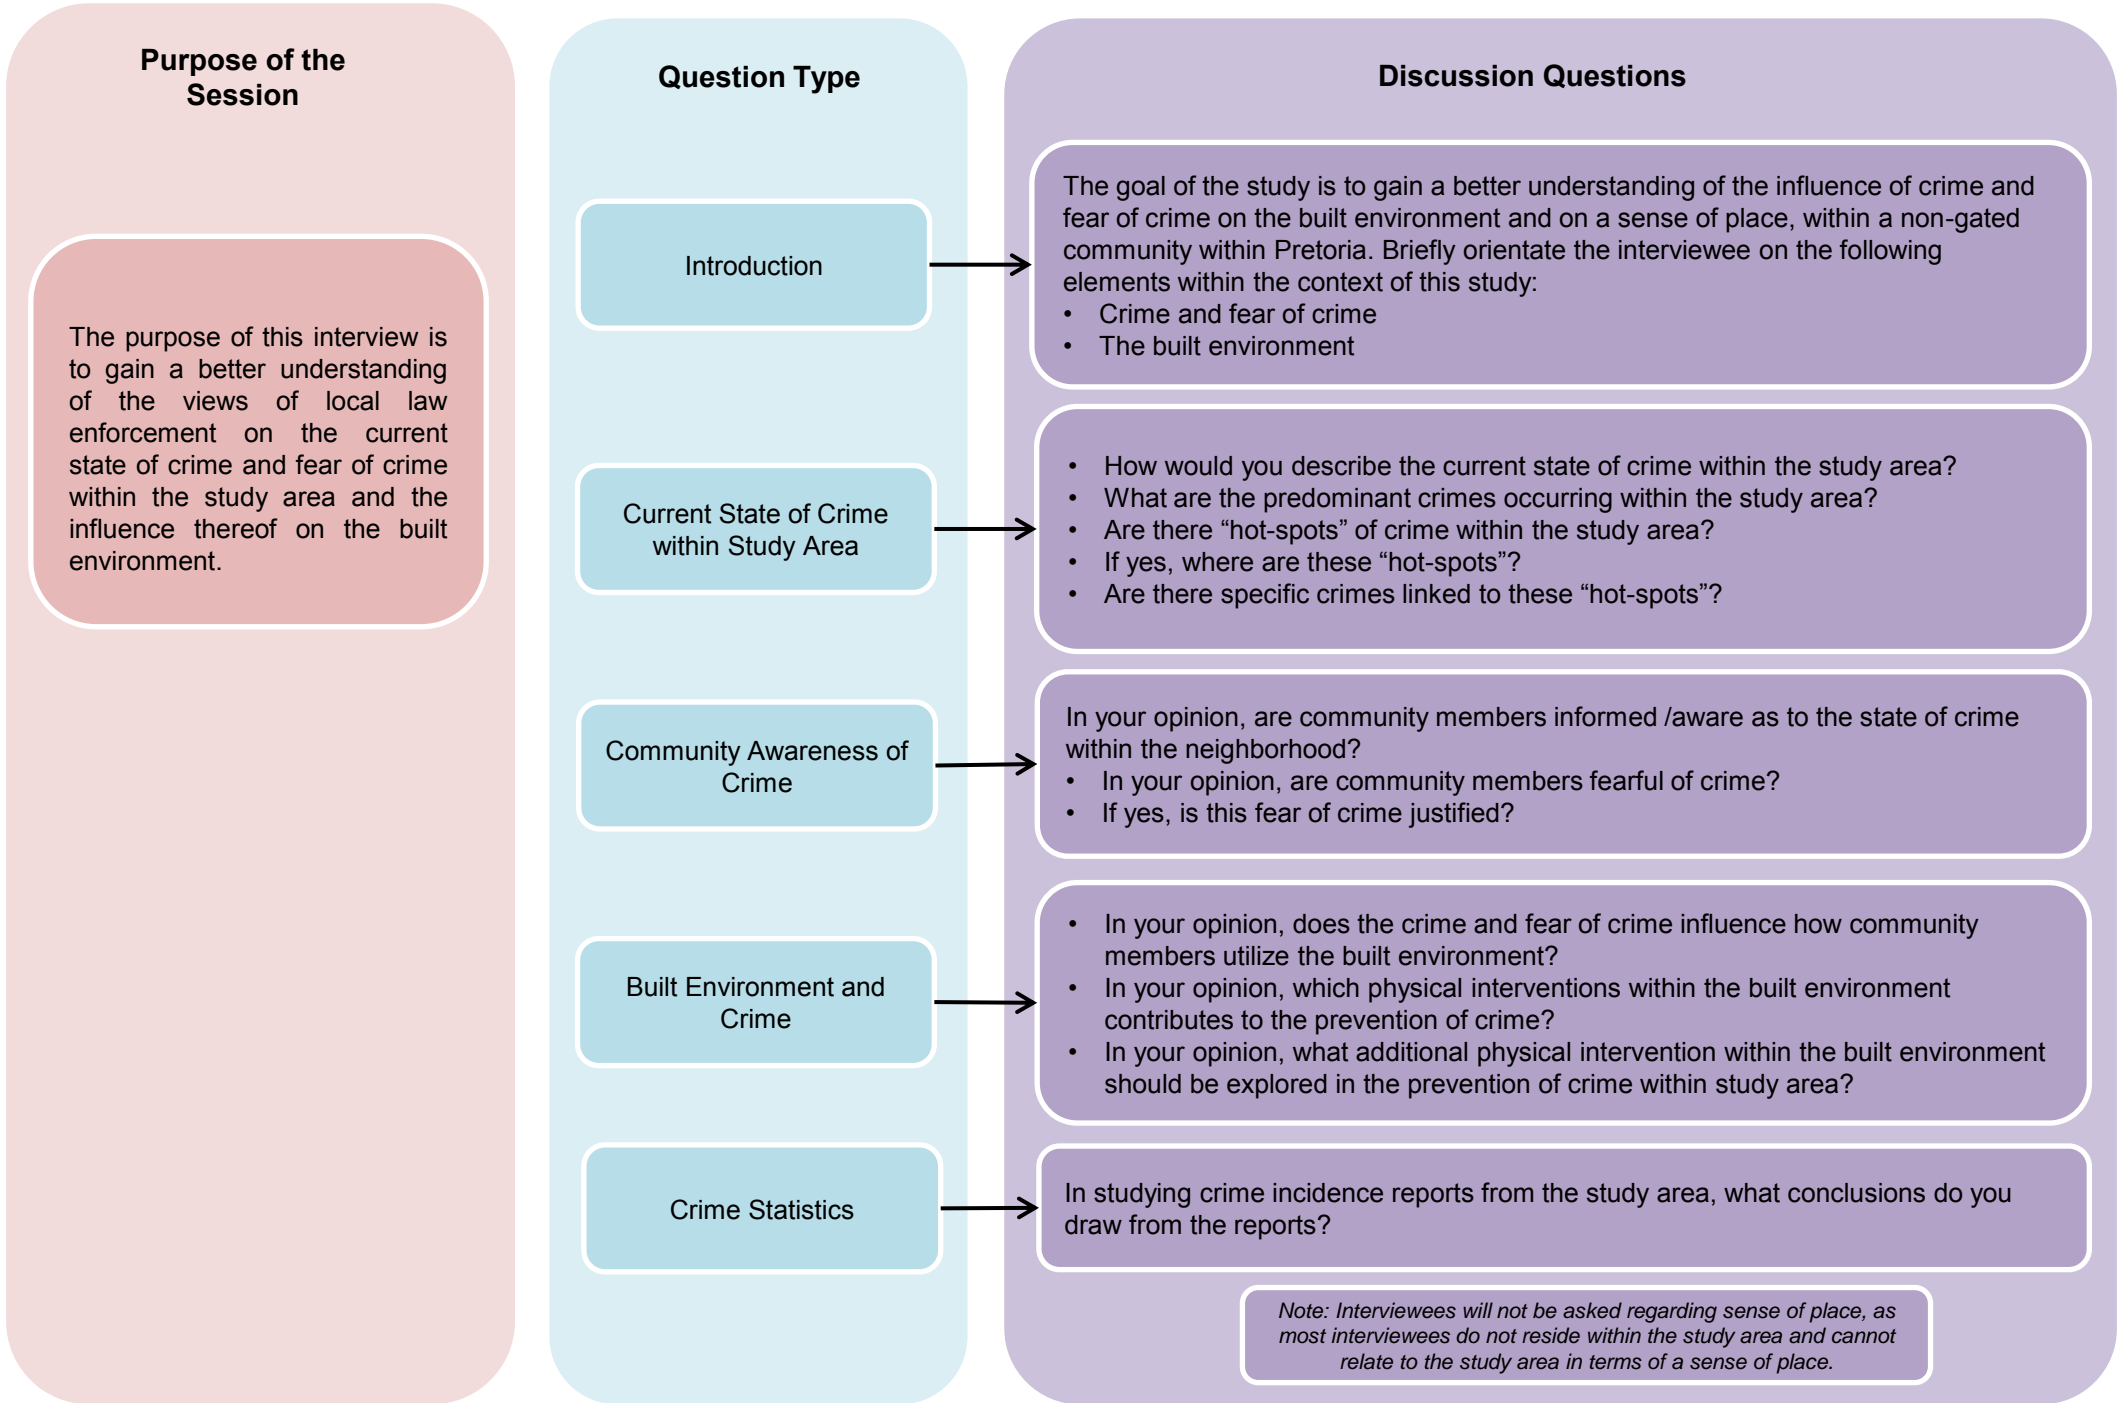 Purpose of the
Session
The purpose of this interview is
to gain a better understanding
of the views of local law
enforcement on the current
state of crime and fear of crime
within the study area and the
influence thereof on the built
environment.
Question Type
Discussion Questions
Introduction
The goal of the study is to gain a better understanding of the influence of crime and
fear of crime on the built environment and on a sense of place, within a non-gated
community within Pretoria. Briefly orientate the interviewee on the following
elements within the context of this study:
• Crime and fear of crime
• The built environment
Current State of Crime
within Study Area
• How would you describe the current state of crime within the study area?
• What are the predominant crimes occurring within the study area?
• Are there “hot-spots” of crime within the study area?
• If yes, where are these “hot-spots”?
• Are there specific crimes linked to these “hot-spots”?
Community Awareness of
Crime
In your opinion, are community members informed /aware as to the state of crime
within the neighborhood?
• In your opinion, are community members fearful of crime?
• If yes, is this fear of crime justified?
Built Environment and
Crime
• In your opinion, does the crime and fear of crime influence how community
members utilize the built environment?
• In your opinion, which physical interventions within the built environment
contributes to the prevention of crime?
• In your opinion, what additional physical intervention within the built environment
should be explored in the prevention of crime within study area?
Crime Statistics
In studying crime incidence reports from the study area, what conclusions do you
draw from the reports?
Note: Interviewees will not be asked regarding sense of place, as
most interviewees do not reside within the study area and cannot
relate to the study area in terms of a sense of place.